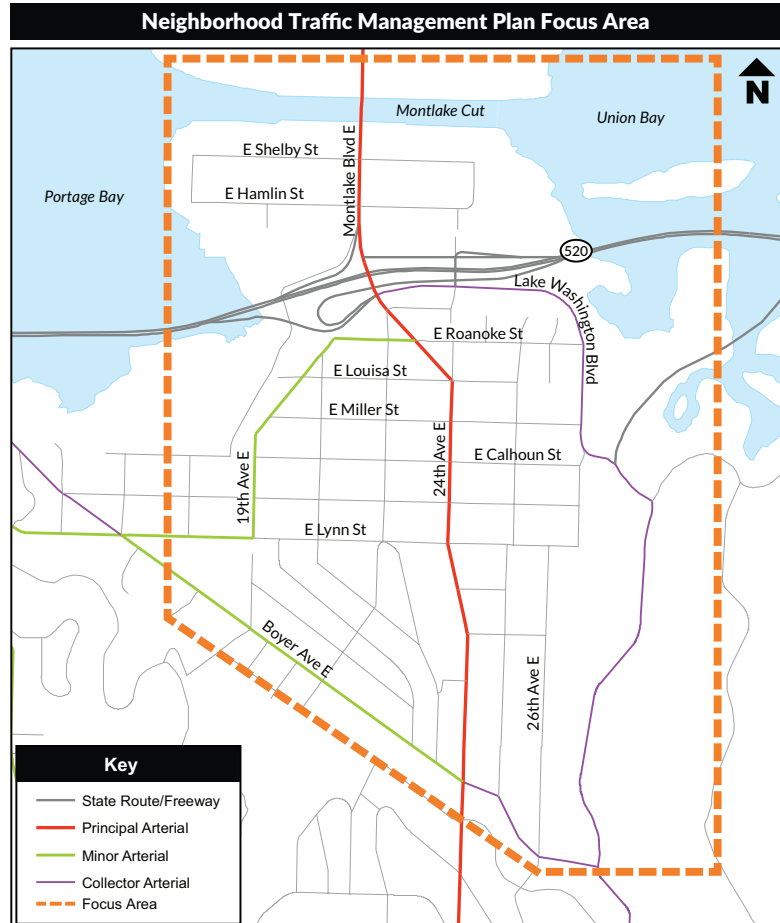 Neighborhood Traffic Management Plan Focus Area
N
Montlake Cut
Union Bay
E Shelby St
Portage Bay
E Hamlin St
Montlake Blvd E
520
Lake Washington Blvd
E Roanoke St
E Louisa St
E Miller St
E Calhoun St
19th Ave E
24th Ave E
E Lynn St
Boyer Ave E
26th Ave E
Key
State Route/Freeway
Principal Arterial
Minor Arterial
Collector Arterial
Focus Area